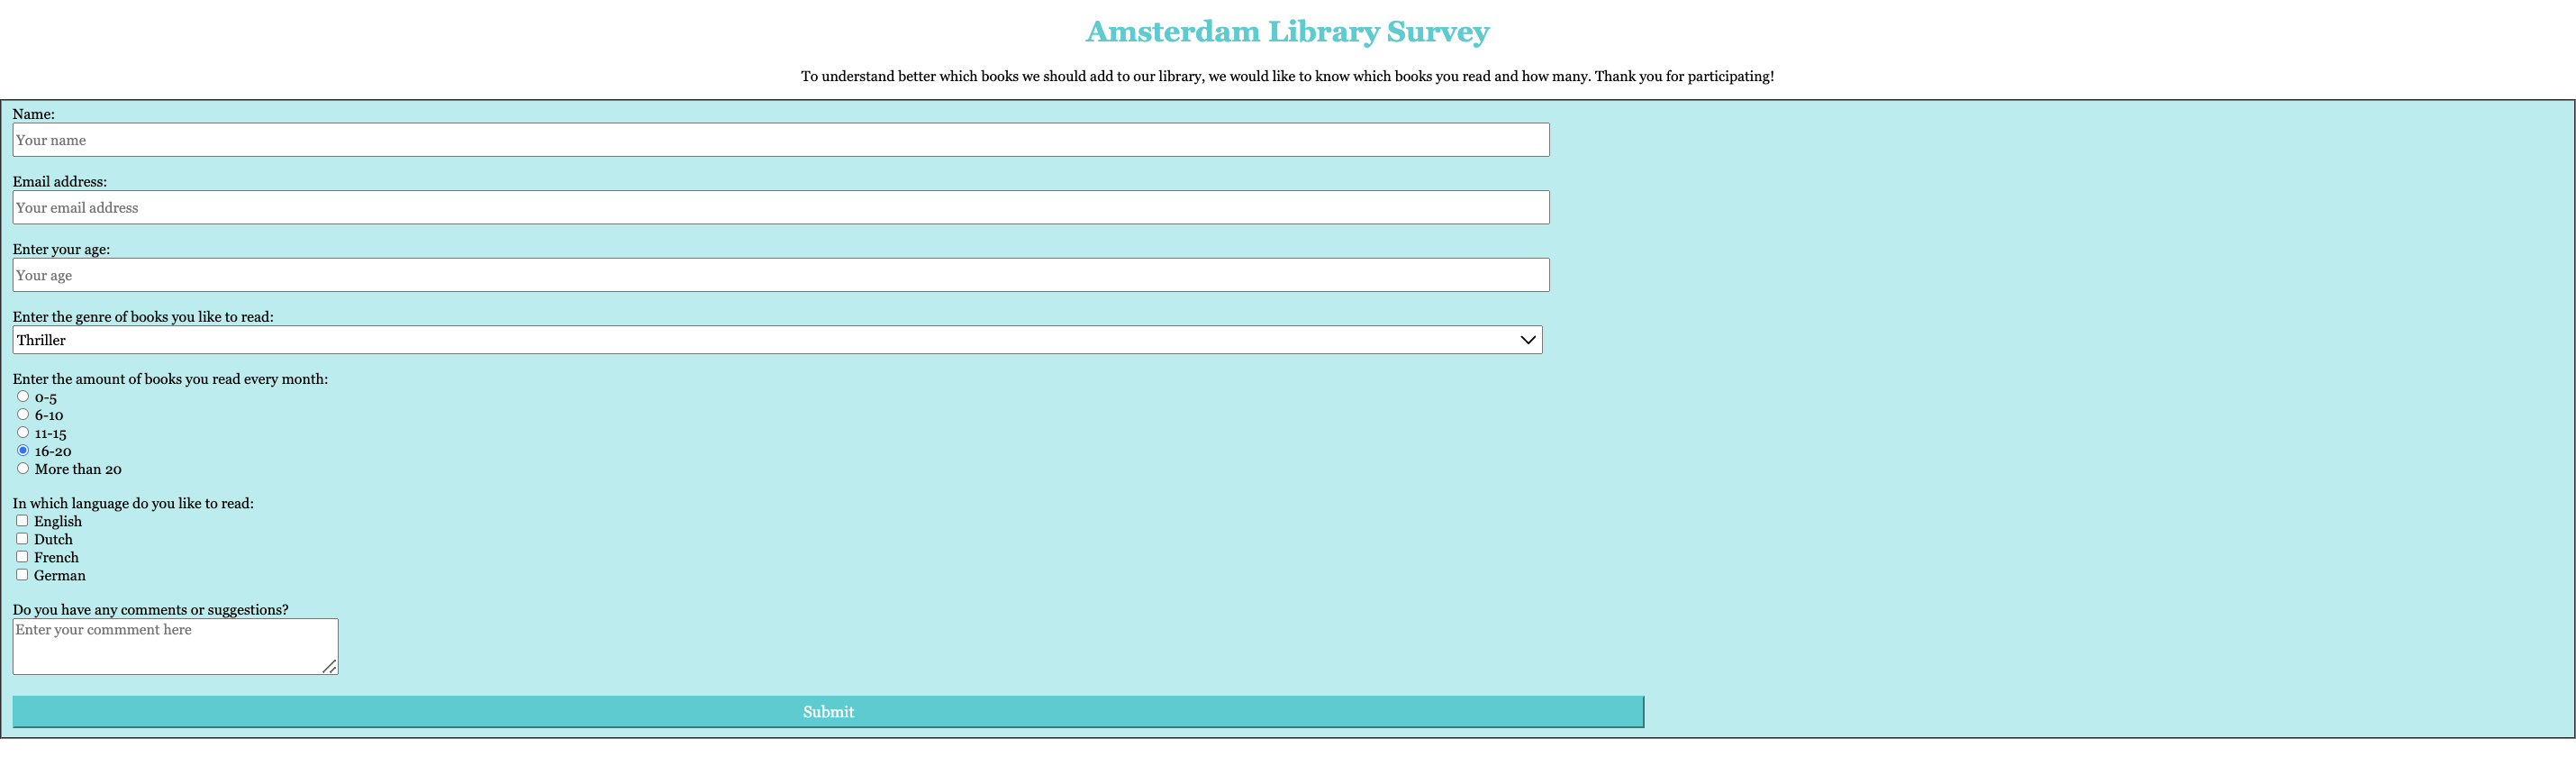 Amsterdam Library Survey
To understand better which books we should add to our library, we would like to know which books you read and how many. Thank you for participating!
Name:
Your name
Email address:
Your email address
Enter your age:
Your age
Enter the genre of books you like to read:
Thriller
Enter the amount of books you read every month:
0-5
6-10
11-15
16-20
More than 20
In which language do you like to read:
English
Dutch
French
German
Do you have any comments or suggestions?
Enter your commment here
Submit